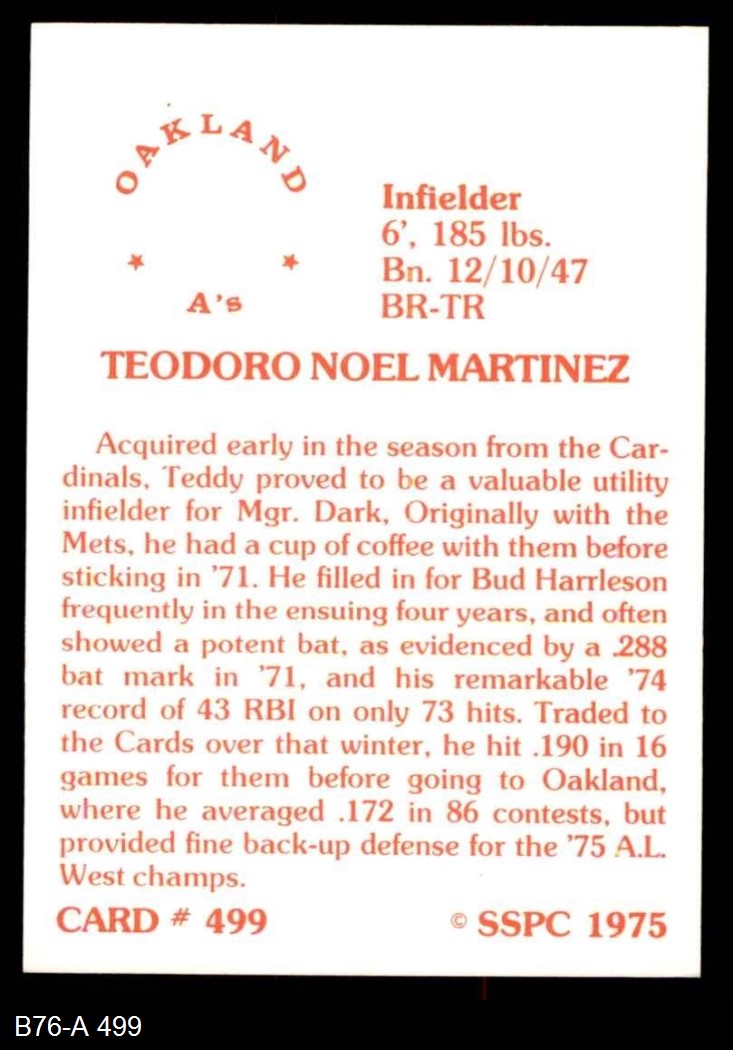 OAKLAND
A's
Infielder
6', 185 lbs.
Bn. 12/10/47
BR-TR
TEODORO NOEL MARTINEZ
Acquired early in the season from the Car-
dinals, Teddy proved to be a valuable utility
infielder for Mgr. Dark, Originally with the
Mets, he had a cup of coffee with them before
sticking in '71. He filled in for Bud Harrleson
frequently in the ensuing four years, and often
showed a potent bat, as evidenced by a .288
bat mark in '71, and his remarkable '74
record of 43 RBI on only 73 hits. Traded to
the Cards over that winter, he hit .190 in 16
games for them before going to Oakland,
where he averaged .172 in 86 contests, but
provided fine back-up defense for the '75 A.L.
West champs.
CARD # 499
© SSPC 1975
B76-A 499